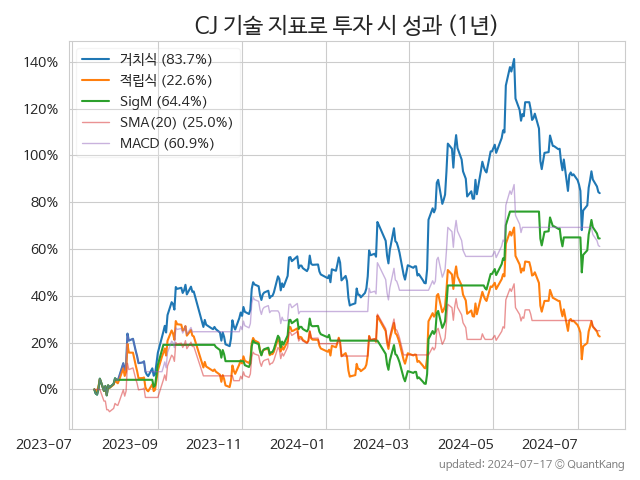 CJ 기술 지표로 투자 시 성과 (1년)
140%
120%
100%
80%
60%
40%
20%
0%
거치식 (83.7%)
적립식 (22.6%)
SigM (64.4%)
SMA(20) (25.0%)
MACD (60.9%)
2023-07
2023-09
2023-11
2024-01
2024-03
2024-05
2024-07
updated: 2024-07-17 © QuantKang